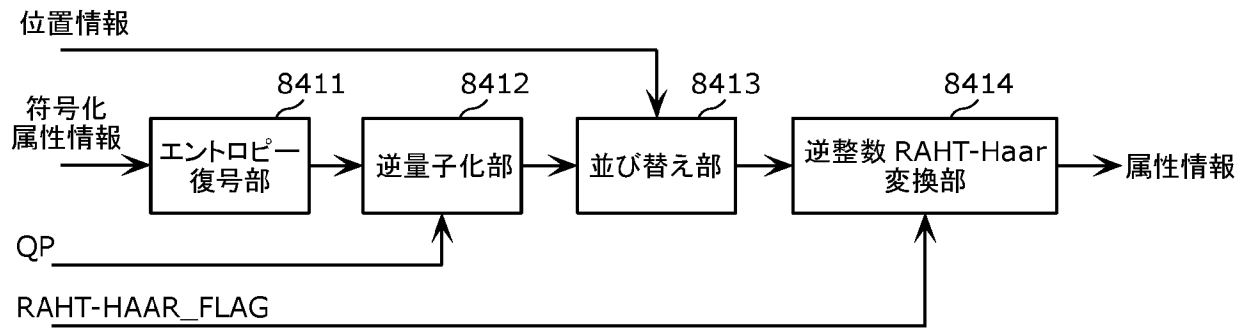 位置情報
8411
8412
8413
8414
符号化
属性情報
エントロピー
復号部
逆量子化部
並び替え部
逆整数 RAHT-Haar
変換部
属性情報
QP
RAHT-HAAR_FLAG